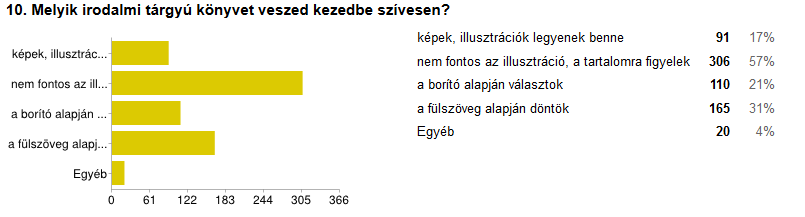 10. Melyik irodalmi tárgyú könyvet veszed kezedbe szívesen?
képek, illusztrác...
nem fontos az ill...
a borító alapján ...
a fülszöveg alapj...
Egyéb
0 61 122 183 244 305 366
képek, illusztrációk legyenek benne 91 17%
nem fontos az illusztráció, a tartalomra figyelek 306 57%
a borító alapján választok 110 21%
a fülszöveg alapján döntök 165 31%
Egyéb 20 4%